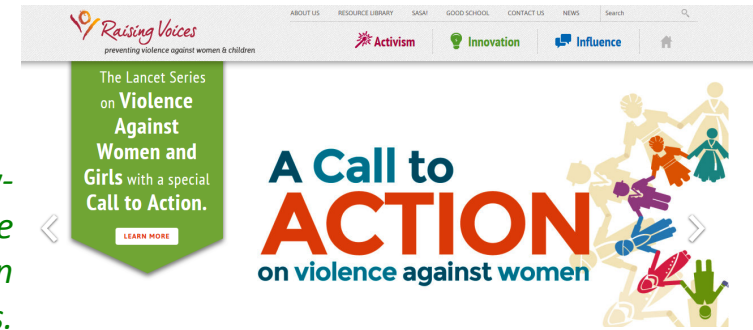 ABOUT US RESOURCE LIBRARY SASA! GOOD SCHOOL CONTACT US NEWS Search
Raising Voices
preventing violence against women & children
Activism Innovation Influence
The Lancet Series
on Violence
Against
Women and
Girls with a special
Call to Action.
LEARN MORE
A Call to
ACTION
on violence against women
e
n
s.